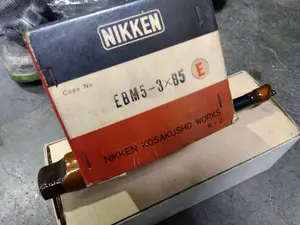 NIKKEN
Code No
EBM5-3×85
E
NIKKEN KOSAKUSHO WORKS